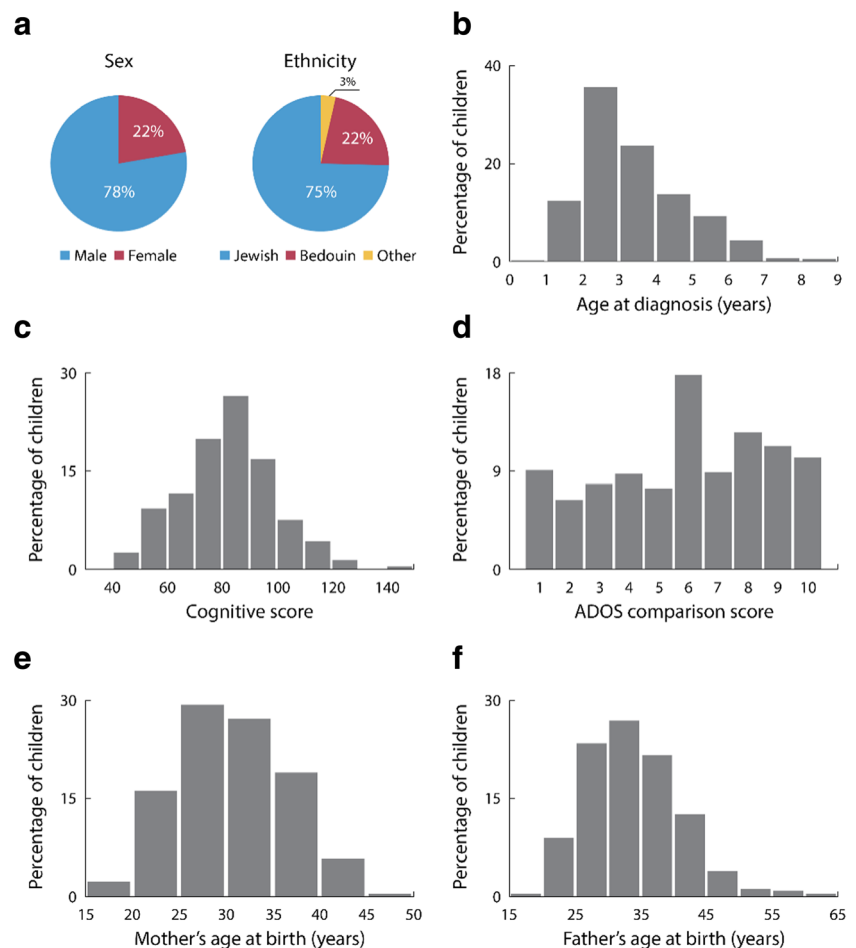 a
Sex
Ethnicity
3%
22%
78%
22%
75%
Male Female
Jewish Bedouin Other
b
Percentage of children
40
20
0
0 1 2 3 4 5 6 7 8 9
Age at diagnosis (years)
c
Percentage of children
30
15
0
40 60 80 100 120 140
Cognitive score
d
Percentage of children
18
9
0
1 2 3 4 5 6 7 8 9 10
ADOS comparison score
e
Percentage of children
30
15
0
15 20 25 30 35 40 45 50
Mother's age at birth (years)
f
Percentage of children
30
15
0
15 25 35 45 55 65
Father's age at birth (years)